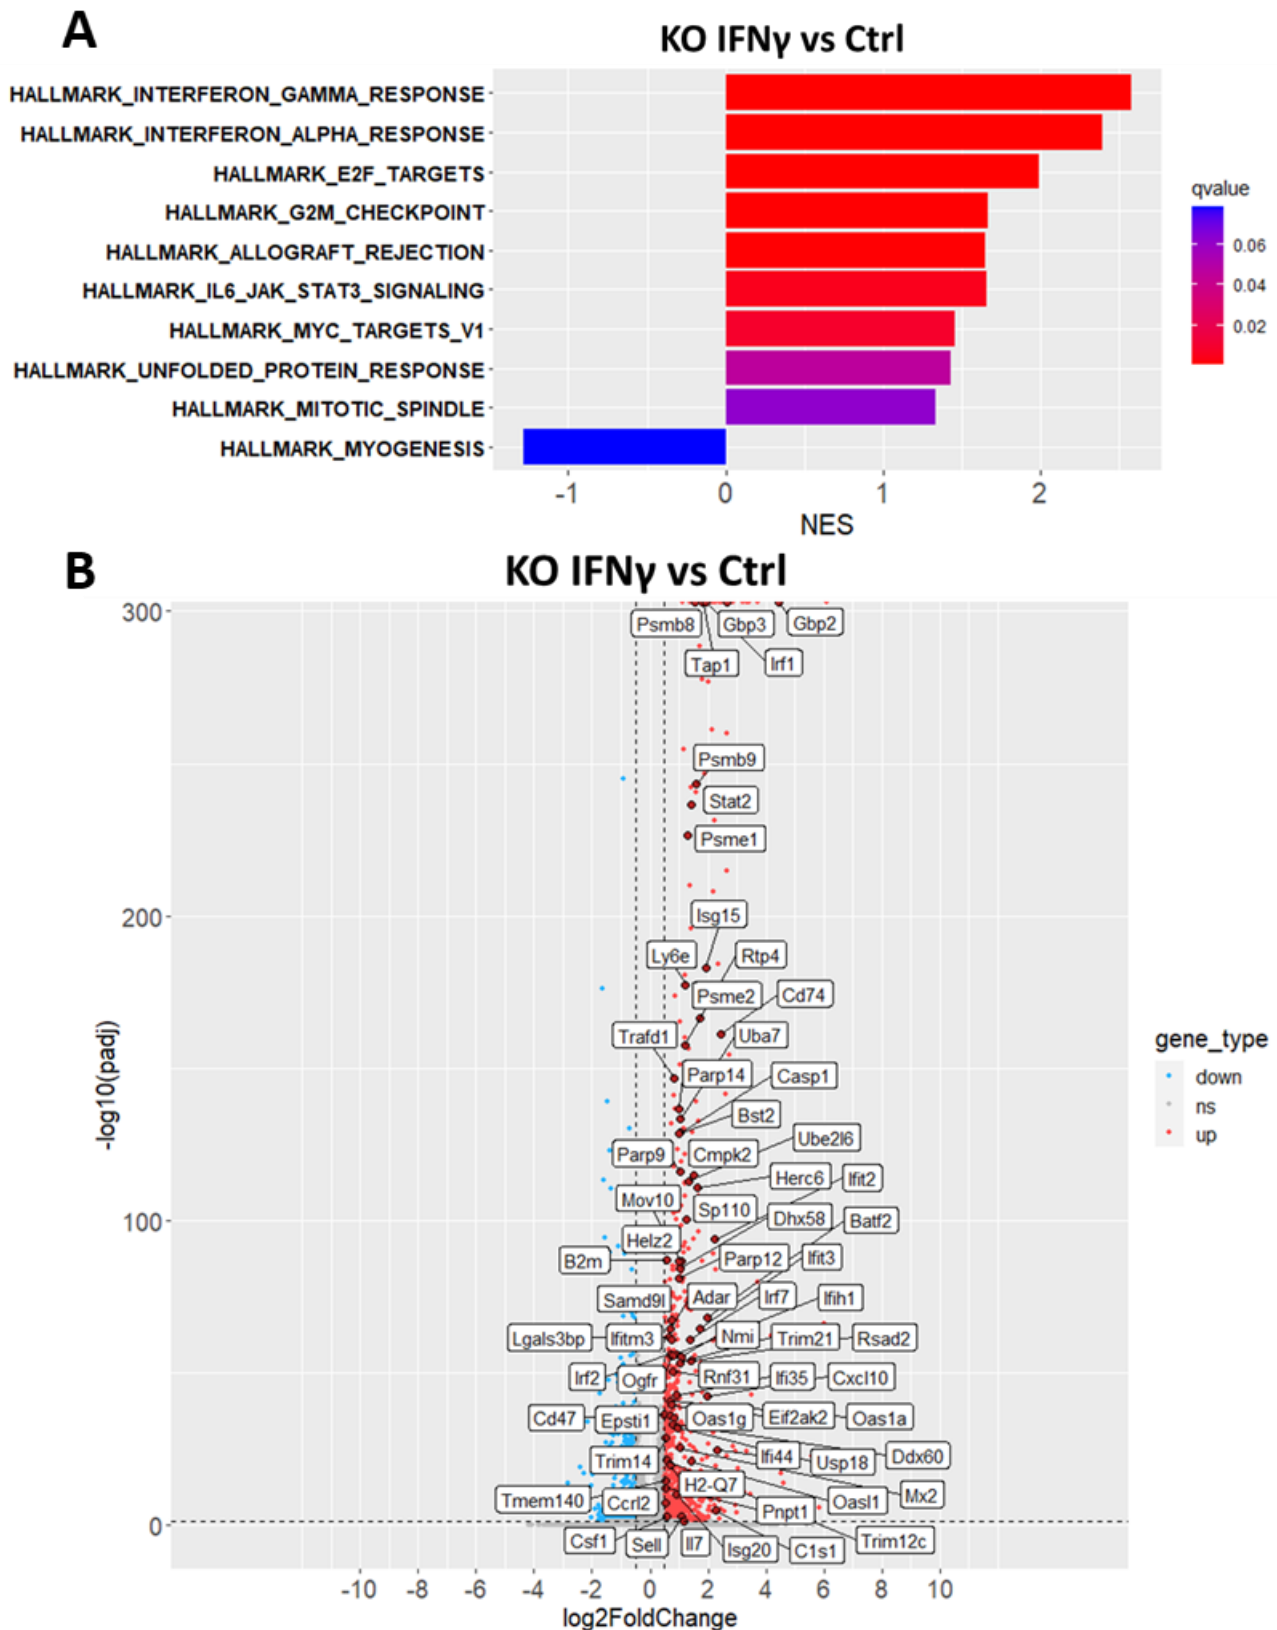 A
KO IFNγ vs Ctrl
HALLMARK_INTERFERON_GAMMA_RESPONSE
HALLMARK_INTERFERON_ALPHA_RESPONSE
HALLMARK_E2F_TARGETS
HALLMARK_G2M_CHECKPOINT
HALLMARK_ALLOGRAFT_REJECTION
HALLMARK_IL6_JAK_STAT3_SIGNALING
HALLMARK_MYC_TARGETS_V1
HALLMARK_UNFOLDED_PROTEIN_RESPONSE
HALLMARK_MITOTIC_SPINDLE
HALLMARK_MYOGENESIS
-1 0 1 2
NES
qvalue
0.06
0.04
0.02
B
KO IFNγ vs Ctrl
300
200
100
0
-log10(padj)
Psmb8 Gbp3 Gbp2
Tap1 Irf1
Psmb9
Stat2
Psme1
Isg15
Ly6e Rtp4
Psme2 Cd74
Trafd1 Uba7
Parp14 Casp1
Bst2
Parp9 Cmpk2 Ube2l6
Herc6 Ifit2
Mov10 Sp110 Dhx58 Batf2
Helz2
B2m Parp12 Ifit3
Samd9l Adar Irf7 Ifih1
Lgals3bp Ifitm3 Nmi Trim21 Rsad2
Irf2 Ogfr Rnf31 Ifi35 Cxcl10
Cd47 Epsti1 Oas1g Eif2ak2 Oas1a
Trim14 Ifi44 Usp18 Ddx60
H2-Q7
Tmem140 Ccrl2 Pnpt1 Oasl1 Mx2
Csf1 Sell Il7 Isg20 C1s1 Trim12c
-10 -8 -6 -4 -2 0 2 4 6 8 10
log2FoldChange
gene_type
down
ns
up